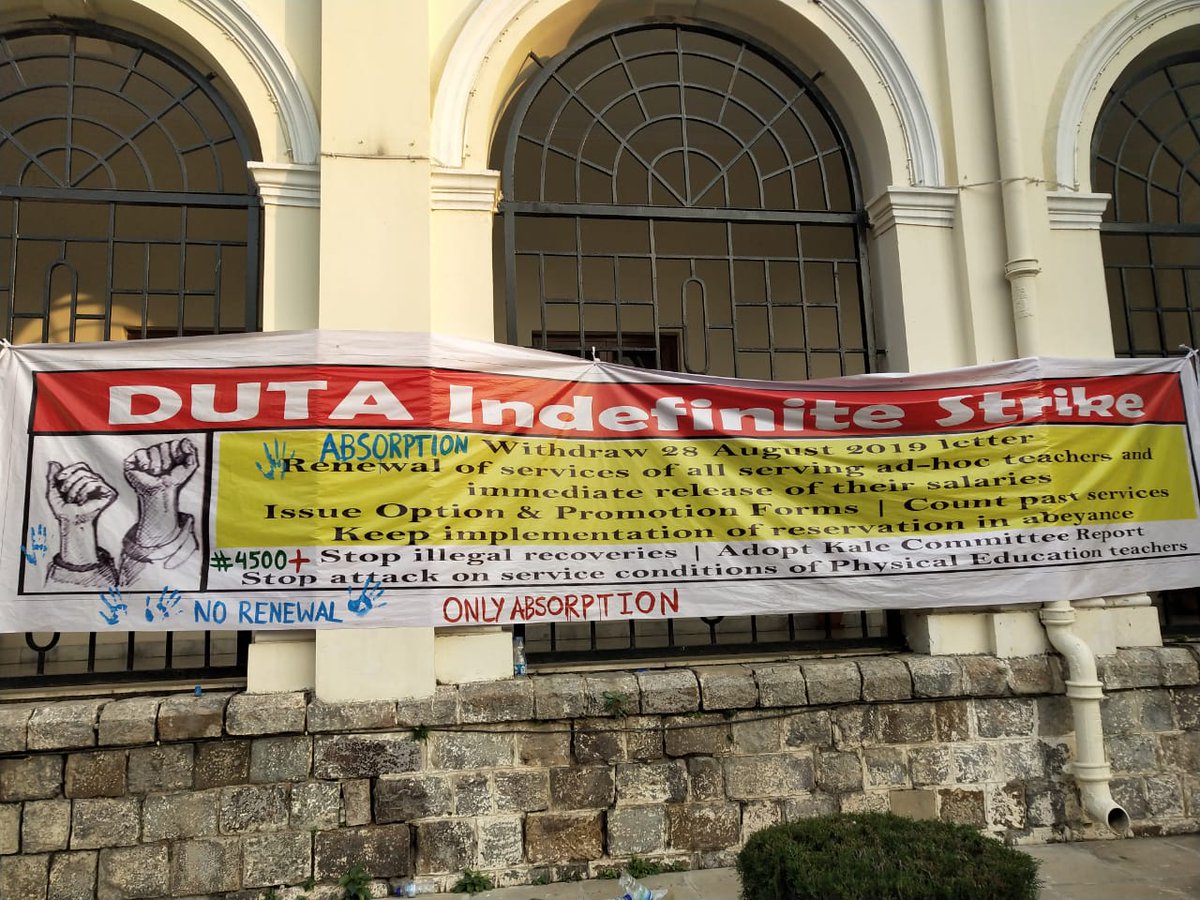 DUTA Indefinite Strike
ABSORPTION Withdraw 28 August 2019 letter
Renewal of services of all serving ad-hoc teachers and
immediate release of their salaries
Issue Option & Promotion Forms | Count past services
Keep implementation of reservation in abeyance
#4500+ Stop illegal recoveries | Adopt Kale Committee Report
Stop attack on service conditions of Physical Education teachers
NO RENEWAL ONLY ABSORPTION